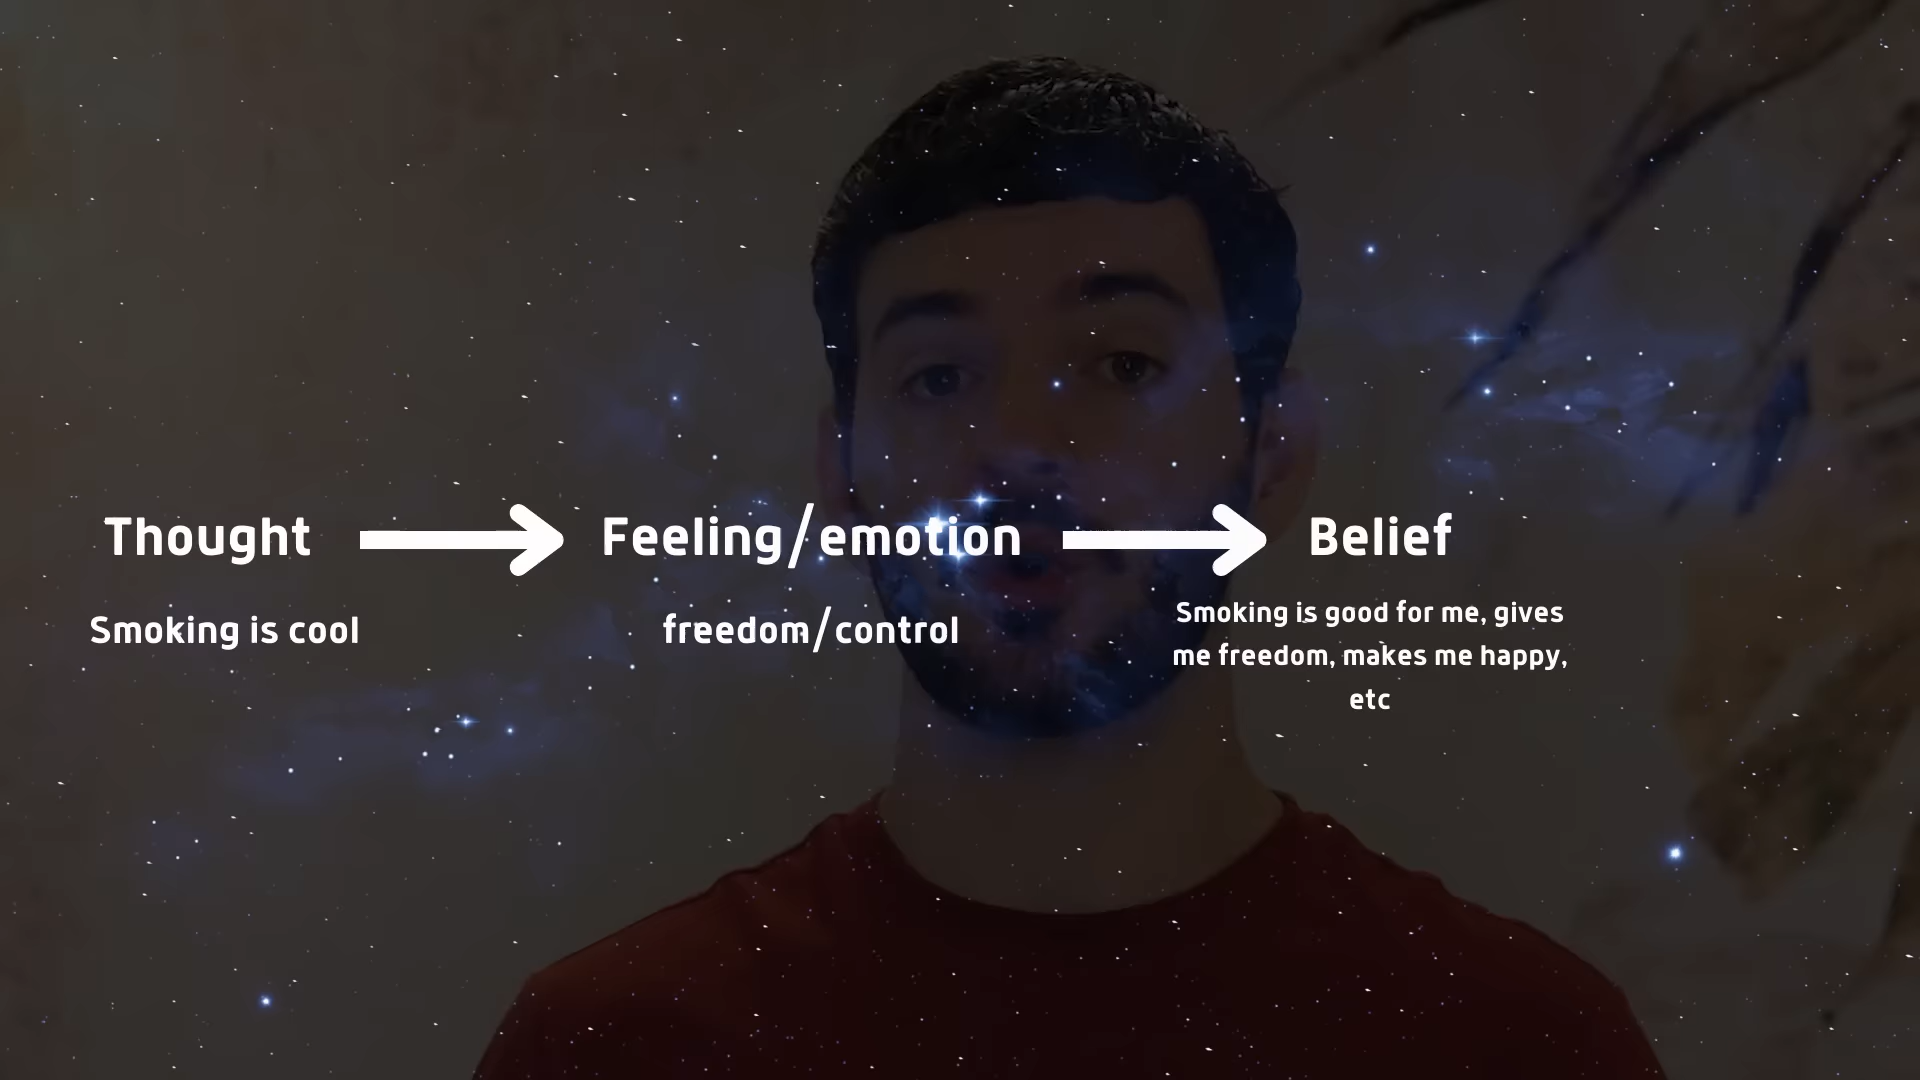 Thought → Feeling/emotion → Belief
Smoking is cool
freedom/control
Smoking is good for me, gives
me freedom, makes me happy,
etc